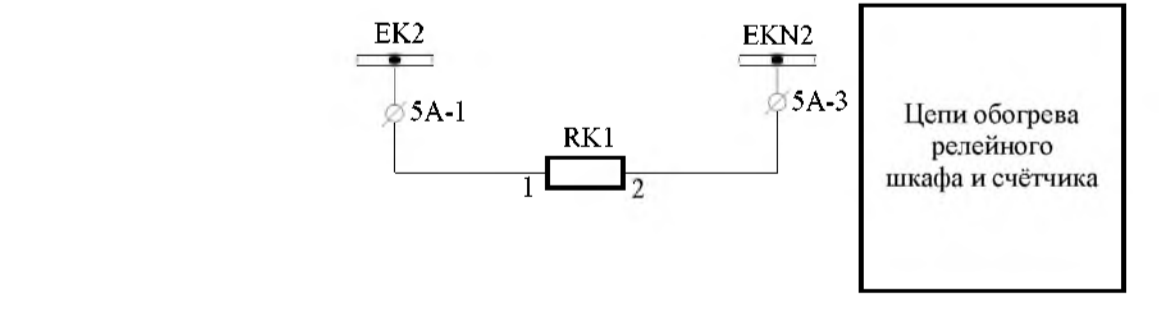 EK2
EKN2
5A-1
5A-3
RK1
1
2
Цепи обогрева
релейного
шкафа и счётчика